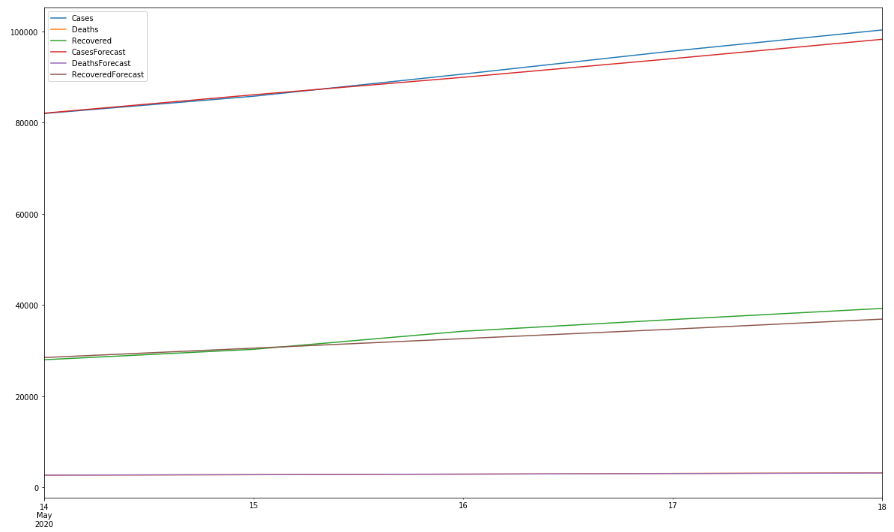 Cases
Deaths
Recovered
CasesForecast
DeathsForecast
RecoveredForecast
100000
80000
60000
40000
20000
0
14 15 16 17 18
May
2020